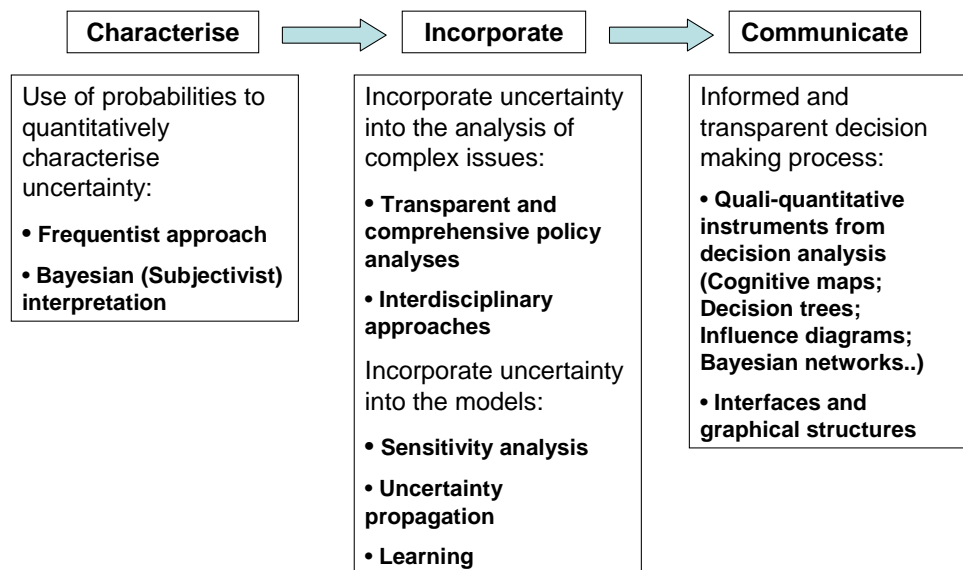 Characterise
Incorporate
Communicate
Use of probabilities to
quantitatively
characterise
uncertainty:
• Frequentist approach
• Bayesian (Subjectivist)
interpretation
Incorporate uncertainty
into the analysis of
complex issues:
• Transparent and
comprehensive policy
analyses
• Interdisciplinary
approaches
Incorporate uncertainty
into the models:
• Sensitivity analysis
• Uncertainty
propagation
• Learning
Informed and
transparent decision
making process:
• Quali-quantitative
instruments from
decision analysis
(Cognitive maps;
Decision trees;
Influence diagrams;
Bayesian networks..)
• Interfaces and
graphical structures